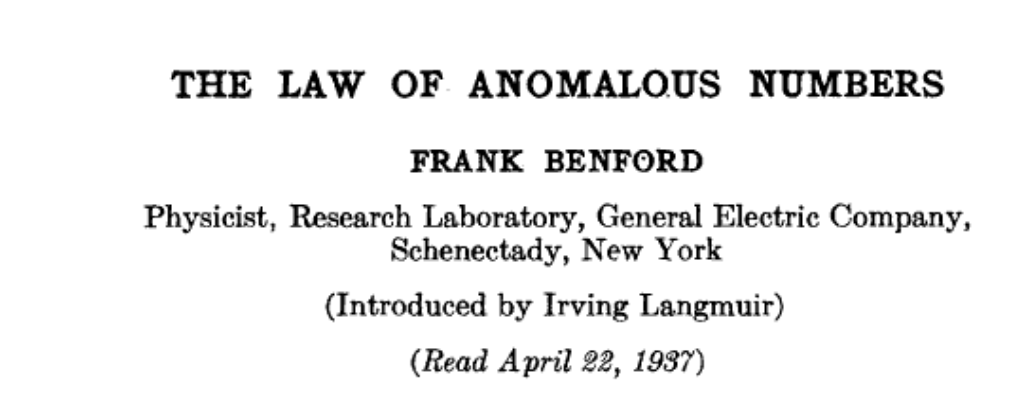 THE LAW OF ANOMALOUS NUMBERS
FRANK BENFORD
Physicist, Research Laboratory, General Electric Company,
Schenectady, New York
(Introduced by Irving Langmuir)
(Read April 22, 1937)